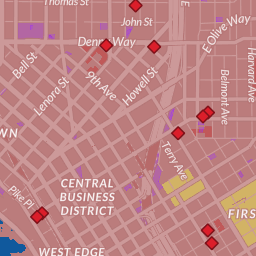 Thomas St
John St
E
E Olive Way
Denny Way
Bell St
9th Ave
Howell St
Lenora St
Belmont Ave
Harvard Ave
WN
Terry Ave
Pike Pl
CENTRAL
BUSINESS
DISTRICT
FIRS
WEST EDGE